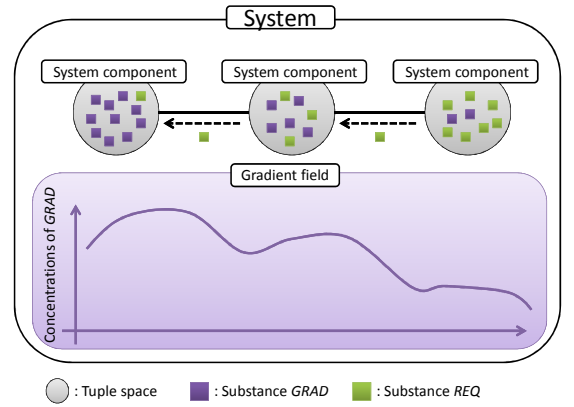 System
System component
System component
System component
Gradient field
Concentrations of GRAD
: Tuple space
: Substance GRAD
: Substance REQ